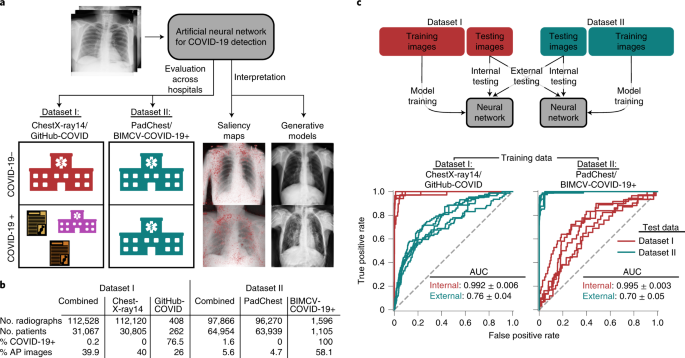 a
Artificial neural network
for COVID-19 detection
Evaluation
across
hospitals
Interpretation
Dataset I:
ChestX-ray14/
GitHub-COVID
Dataset II:
PadChest/
BIMCV-COVID-19+
Saliency
maps
Generative
models
COVID-19–
COVID-19 +
b
Dataset I
Dataset II
Combined
Chest-
X-ray14
GitHub-
COVID
Combined
PadChest
BIMCV-
COVID-19+
No. radiographs 112,528 112,120 408 97,866 96,270 1,596
No. patients 31,067 30,805 262 64,954 63,939 1,105
% COVID-19+ 0.2 0 76.5 1.6 0 100
% AP images 39.9 40 26 5.6 4.7 58.1
c
Dataset I
Dataset II
Training
images
Testing
images
Testing
images
Training
images
Internal
testing
External
testing
Internal
testing
Model
training
Model
training
Neural
network
Neural
network
Training data
Dataset I:
ChestX-ray14/
GitHub-COVID
Dataset II:
PadChest/
BIMCV-COVID-19+
True positive rate
1.0
0.8
0.6
0.4
0.2
0
AUC
Internal: 0.992 ± 0.006
External: 0.76 ± 0.04
0 0.2 0.4 0.6 0.8 1.0
Test data
Dataset I
Dataset II
AUC
Internal: 0.995 ± 0.003
External: 0.70 ± 0.05
0 0.2 0.4 0.6 0.8 1.0
False positive rate